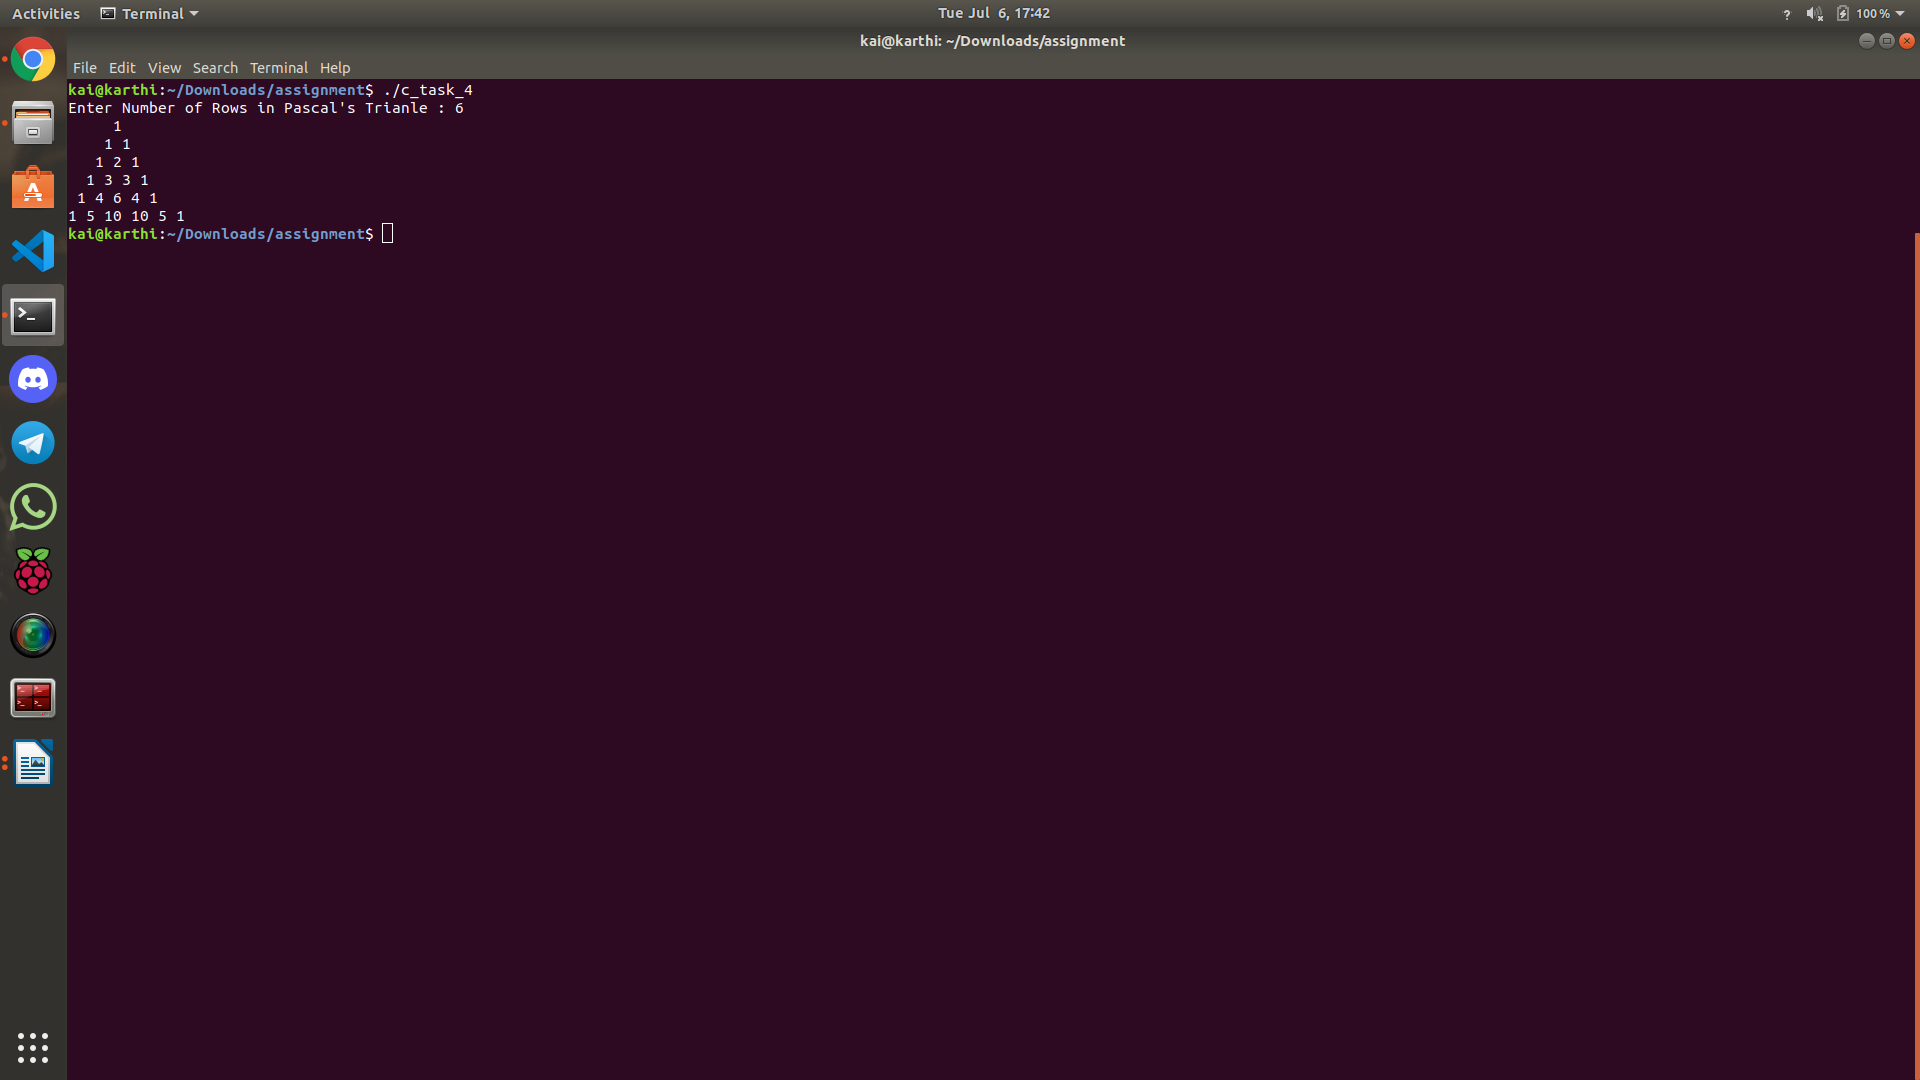 Activities Terminal Tue Jul 6, 17:42 ? 100 %
kai@karthi: ~/Downloads/assignment
File Edit View Search Terminal Help
kai@karthi:~/Downloads/assignment$ ./c_task_4
Enter Number of Rows in Pascal's Trianle : 6
1
1 1
1 2 1
1 3 3 1
1 4 6 4 1
1 5 10 10 5 1
kai@karthi:~/Downloads/assignment$